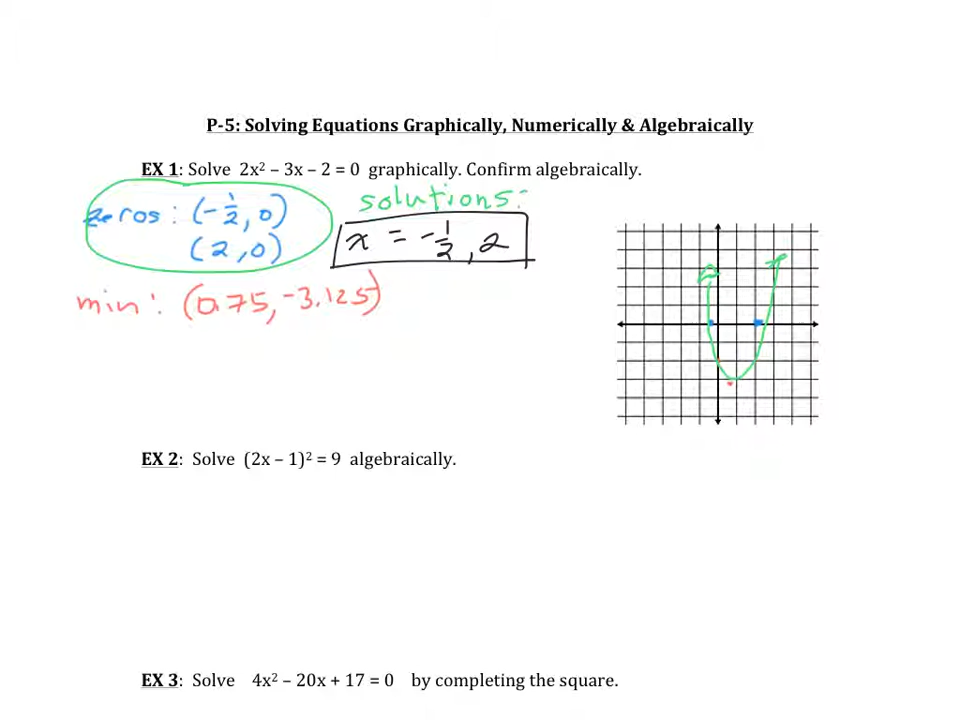 P-5: Solving Equations Graphically, Numerically & Algebraically
EX 1: Solve 2x² – 3x – 2 = 0 graphically. Confirm algebraically.
zeros : (-1/2, 0)
(2, 0)
solutions:
x = -1/2, 2
min: (0.75, -3.125)
EX 2: Solve (2x – 1)² = 9 algebraically.
EX 3: Solve 4x² – 20x + 17 = 0 by completing the square.